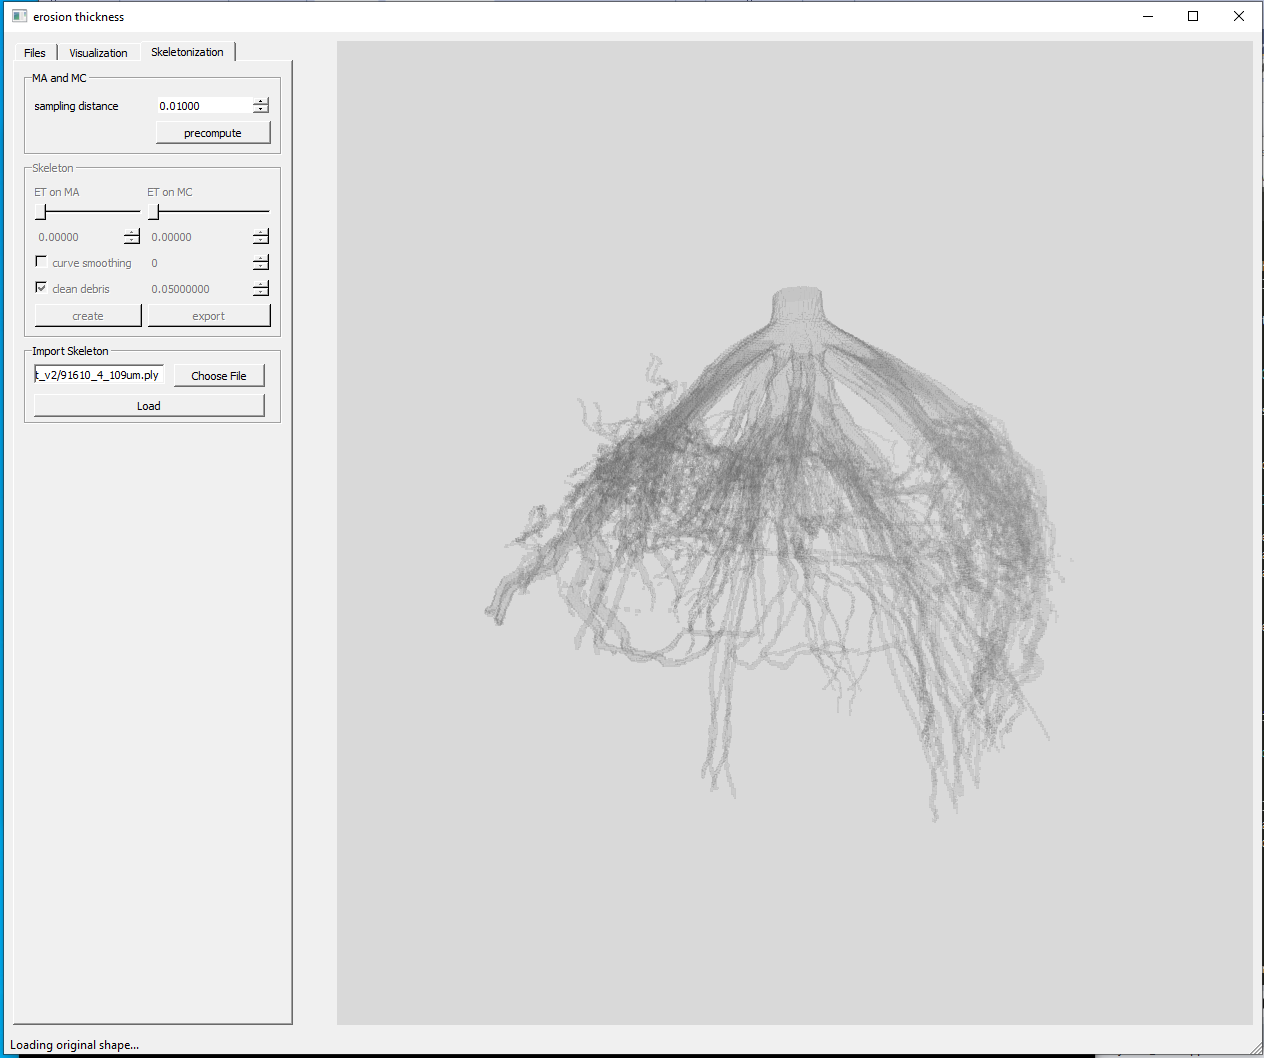 erosion thickness
Files
Visualization
Skeletonization
MA and MC
sampling distance
0.01000
precompute
Skeleton
ET on MA
ET on MC
0.00000
0.00000
curve smoothing
0
clean debris
0.05000000
create
export
Import Skeleton
t_v2/91610_4_109um.ply
Choose File
Load
Loading original shape...